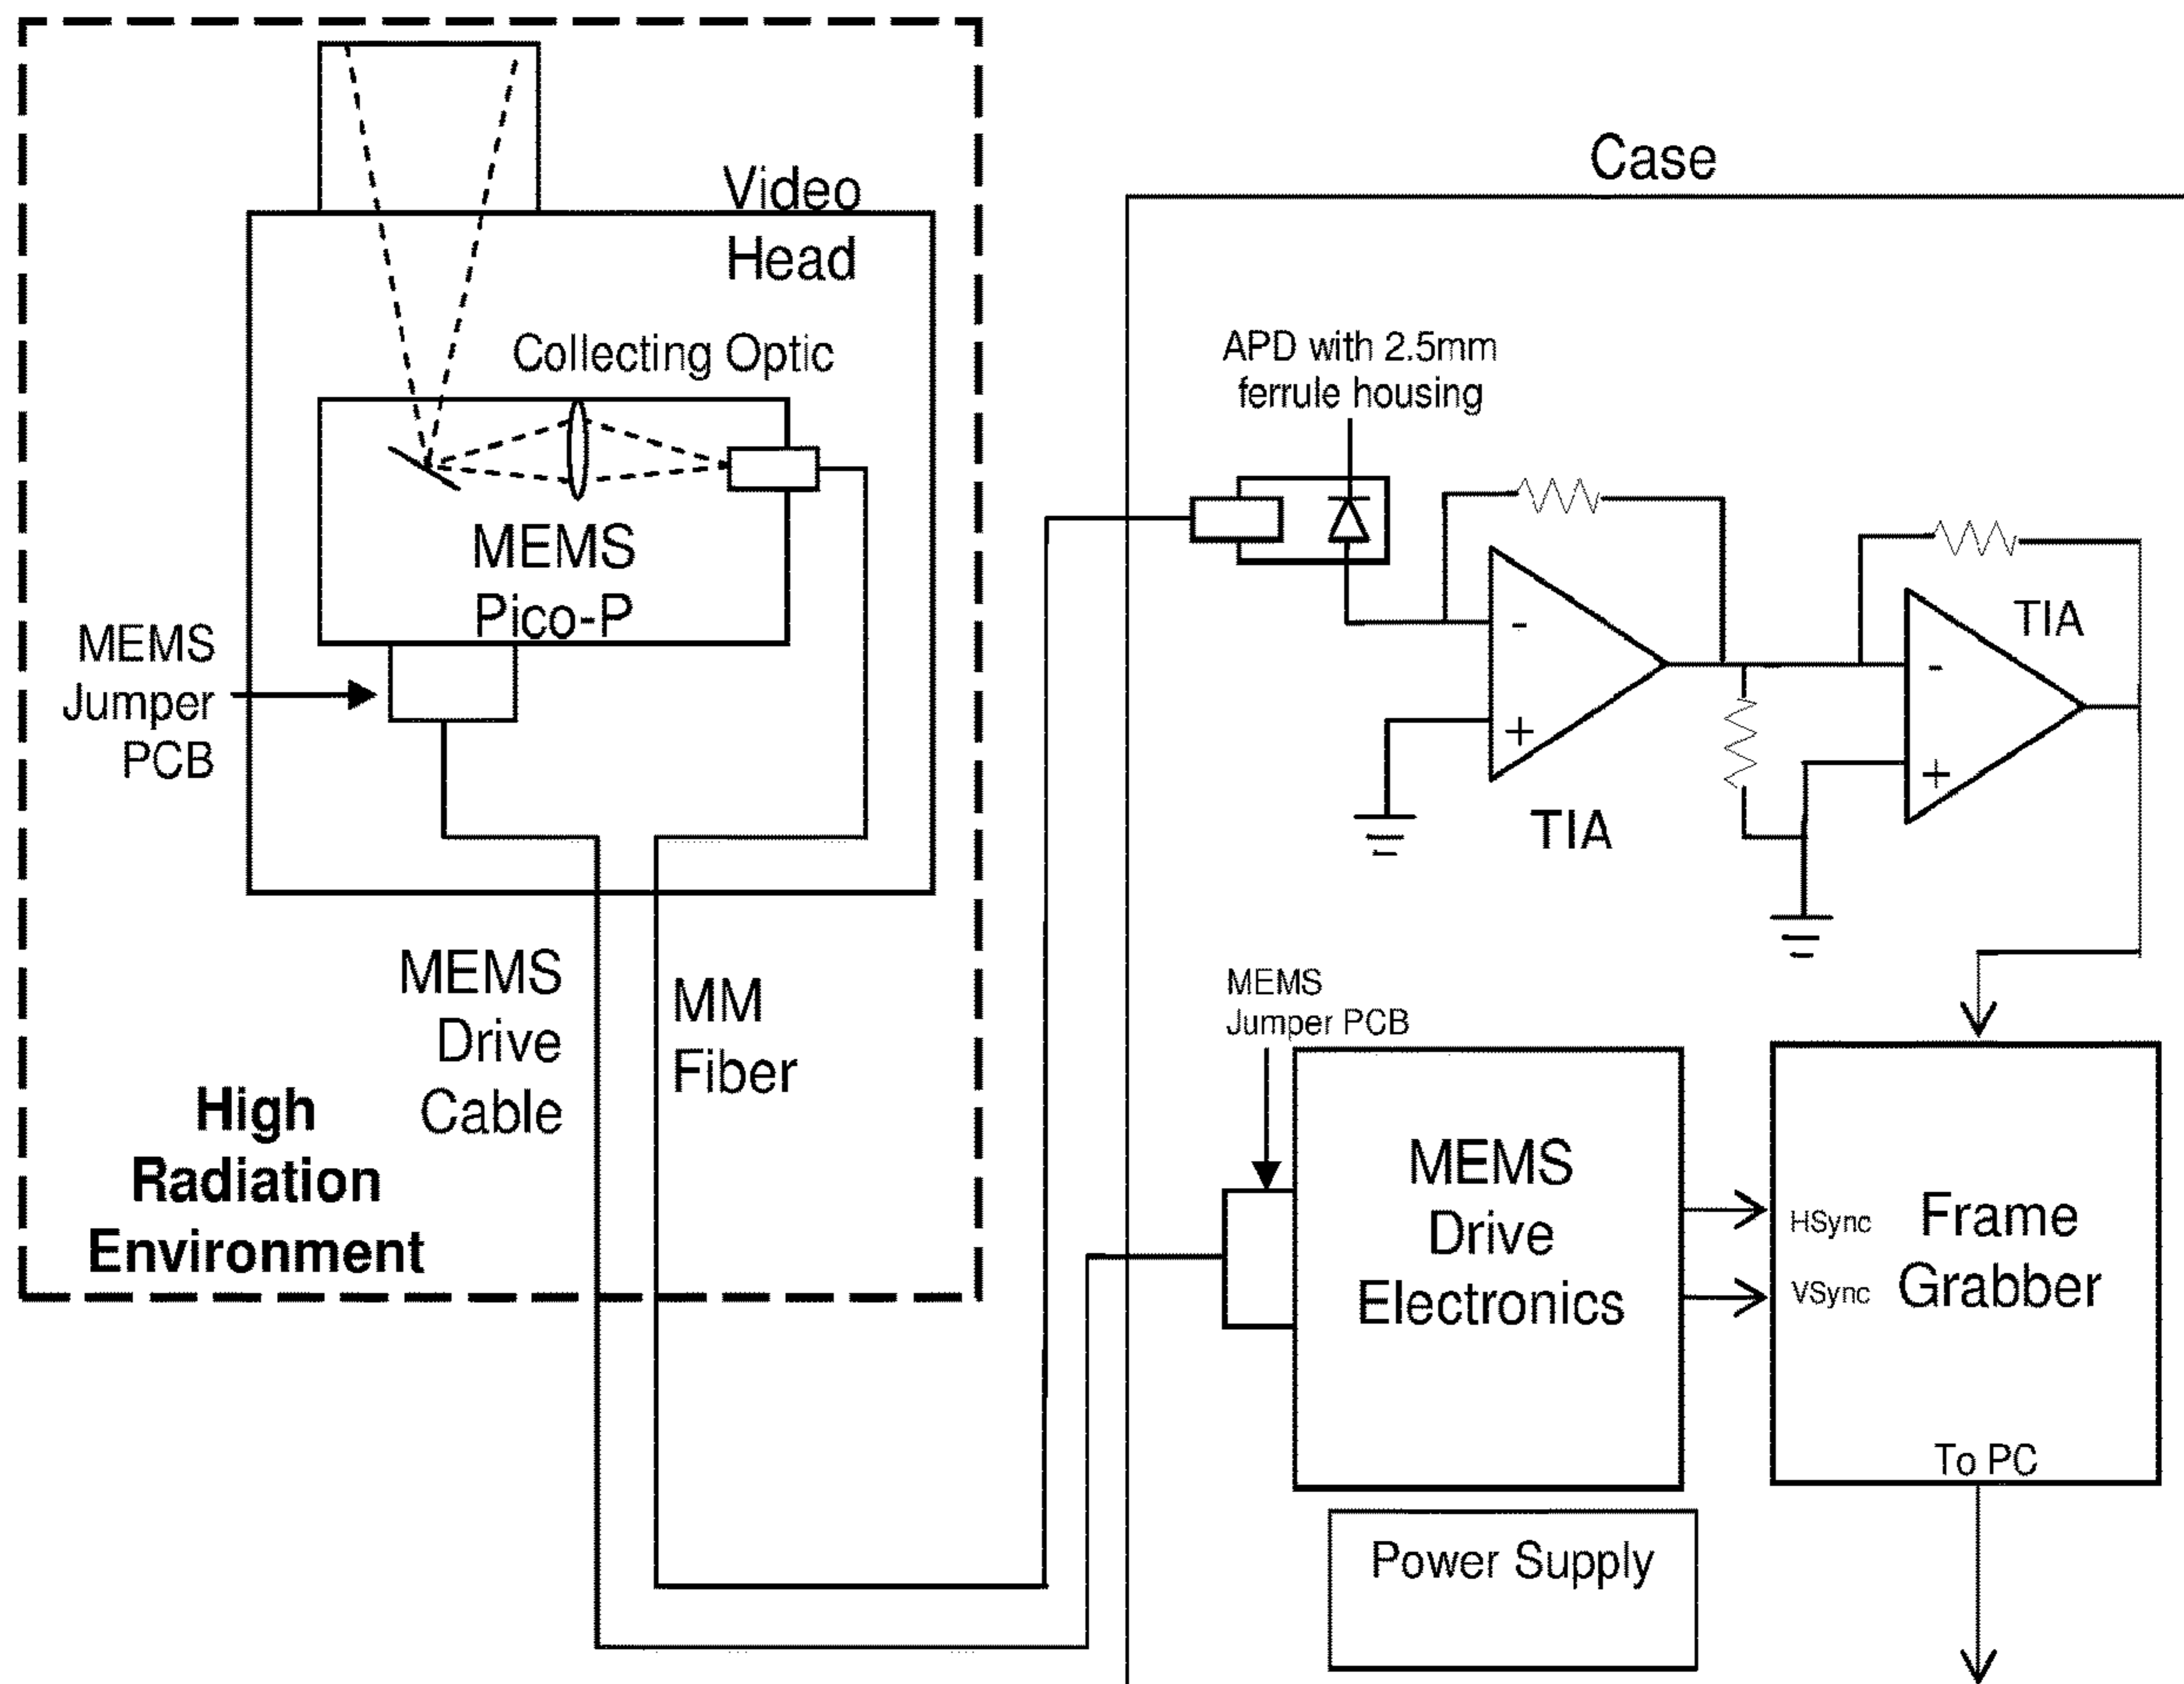 Video
Head
Collecting Optic
MEMS
Pico-P
MEMS
Jumper
PCB
MEMS
Drive
Cable
MM
Fiber
High
Radiation
Environment
Case
APD with 2.5mm
ferrule housing
-
+
TIA
-
+
TIA
MEMS
Jumper PCB
MEMS
Drive
Electronics
HSync
VSync
Frame
Grabber
To PC
Power Supply